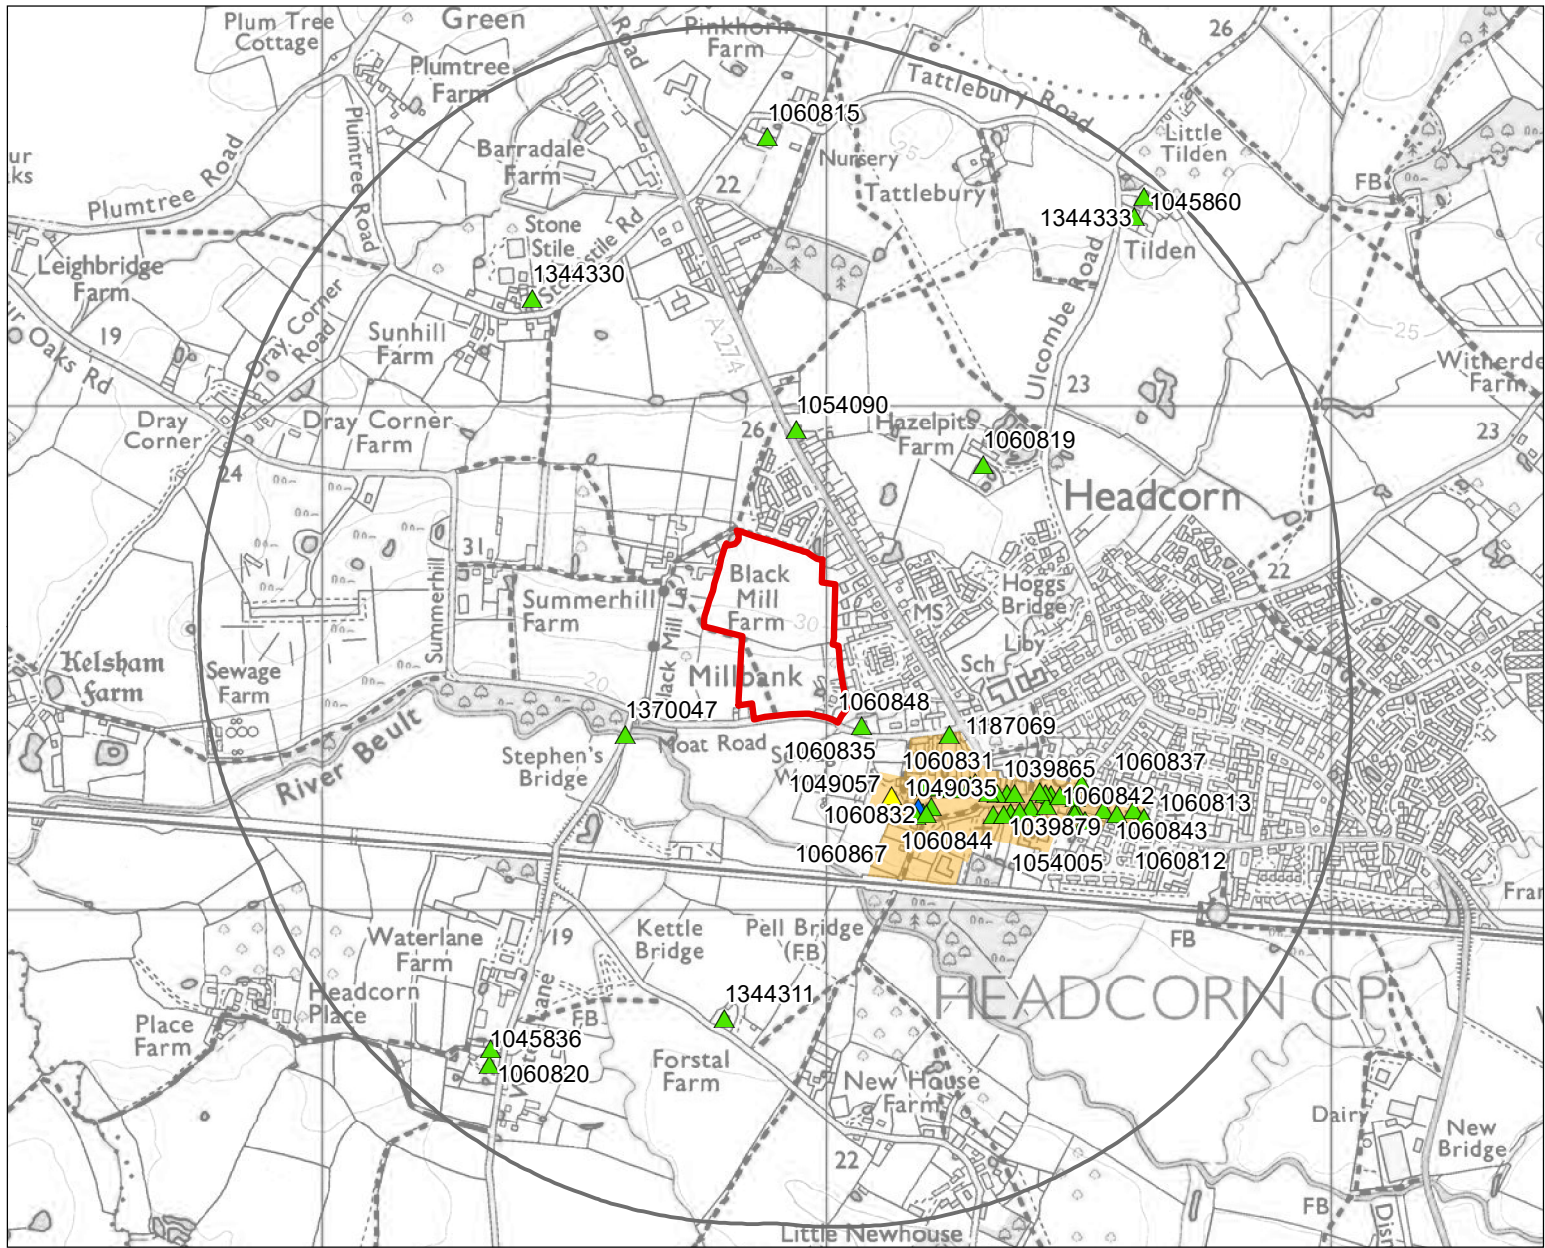 Plum Tree
Cottage
Green
Road
Pinkhorn
Farm
26
Plumtree
Farm
Tattlebury Road
1060815
Plumtree Road
Barradale
Farm
Little
Tilden
Nursery
25
FB
Plumtree Road
22
Tattlebury
1045860
1344333
Tilden
Stone
Stile
Stonestile Rd
Leighbridge
Farm
1344330
19
Oaks Rd
Dray Corner
Road
Sunhill
Farm
A274
Ulcombe Road
25
Farm
23
Dray
Corner
Dray Corner
Farm
1054090
26
Hazelpits
Farm
1060819
23
24
Headcorn
31
Summerhill
Black
Mill
Farm
30
Hoggs
Bridge
22
Summerhill
Farm
MS
Liby
Sch
Kelsham
Farm
Sewage
Farm
20
Millbank
1060848
1370047
1187069
Moat Road
Stephen's
Bridge
1060835
1060831
1060837
1039865
River Beult
1049057
1049035
1060842
1060813
1060832
1039879
1060843
1060844
1060867
1054005
1060812
Waterlane
Farm
19
Kettle
Bridge
Pell Bridge
(FB)
FB
Headcorn
Place
HEADCORN CP
1344311
Place
Farm
FB
1045836
1060820
Forstal
Farm
New House
Farm
Dairy
New
Bridge
22
FB
Little Newhouse